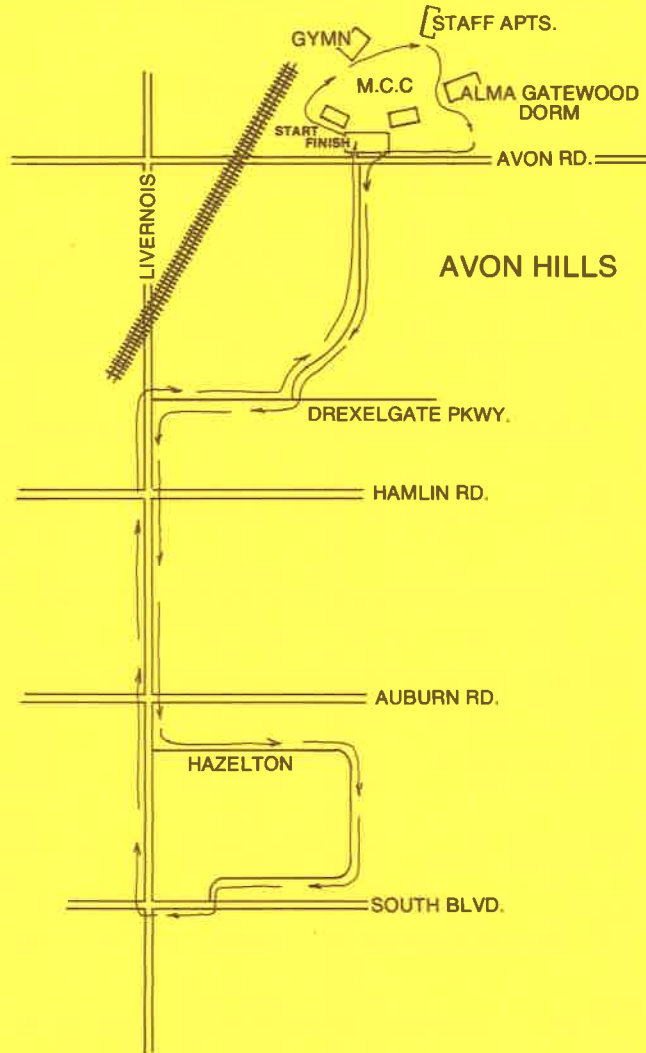 STAFF APTS.
GYMN
M.C.C
ALMA GATEWOOD
DORM
START
FINISH
AVON RD.
LIVERNOIS
AVON HILLS
DREXELGATE PKWY.
HAMLIN RD.
AUBURN RD.
HAZELTON
SOUTH BLVD.